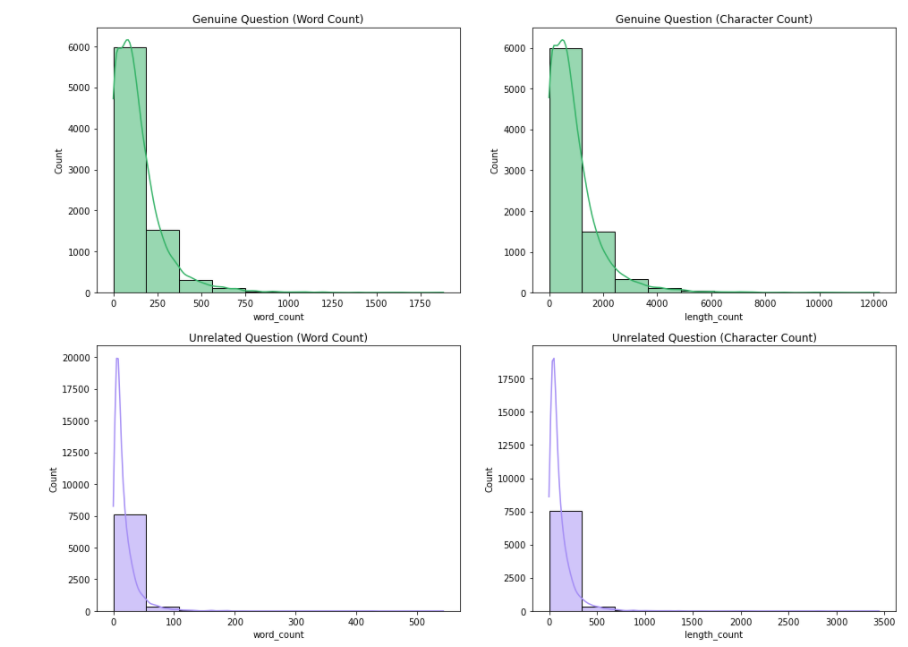 Genuine Question (Word Count)
6000
5000
4000
3000
2000
1000
0
Count
0 250 500 750 1000 1250 1500 1750
word_count
Genuine Question (Character Count)
6000
5000
4000
3000
2000
1000
0
Count
0 2000 4000 6000 8000 10000 12000
length_count
Unrelated Question (Word Count)
20000
17500
15000
12500
10000
7500
5000
2500
0
Count
0 100 200 300 400 500
word_count
Unrelated Question (Character Count)
17500
15000
12500
10000
7500
5000
2500
0
Count
0 500 1000 1500 2000 2500 3000 3500
length_count